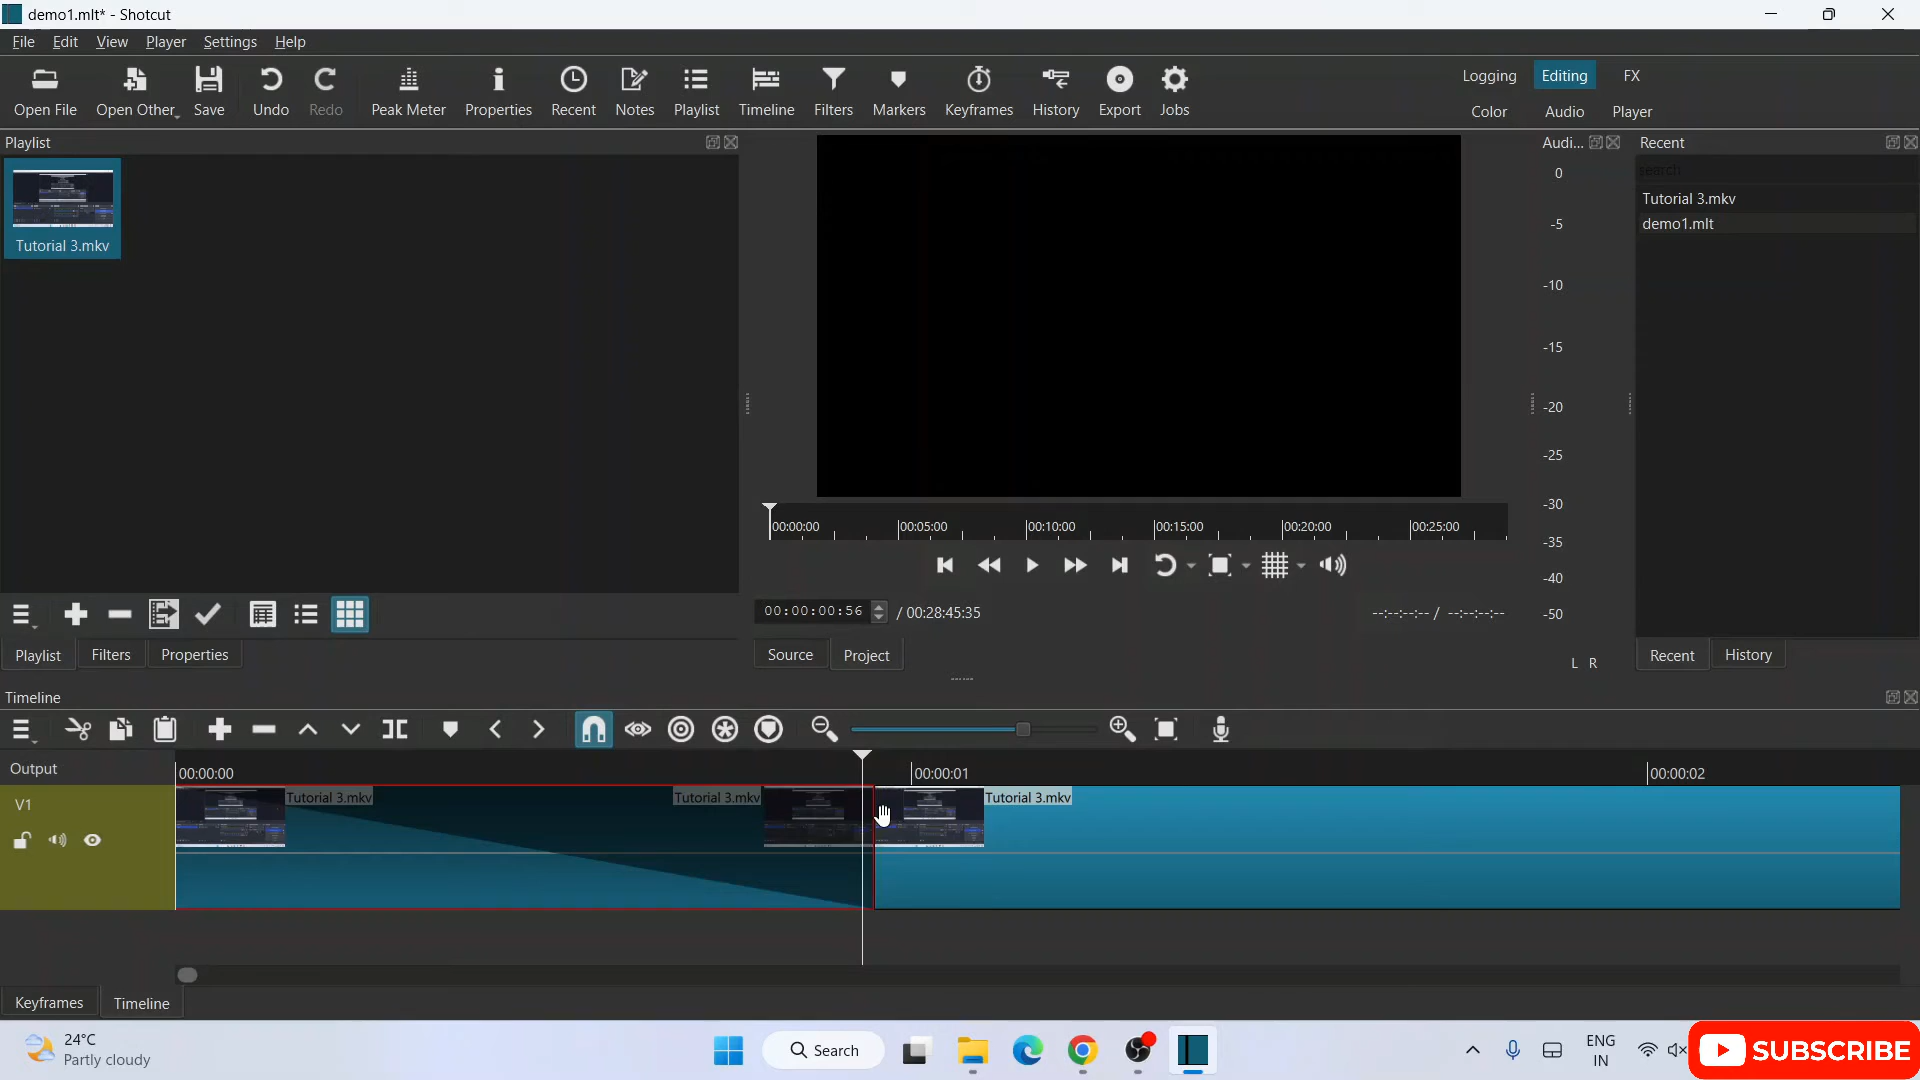 demo1.mlt* - Shotcut
File Edit View Player Settings Help
Open File Open Other... Save Undo Redo Peak Meter Properties Recent Notes Playlist Timeline Filters Markers Keyframes History Export Jobs
Logging Editing FX
Color Audio Player
Playlist
Audi...
Recent
search
Tutorial 3.mkv
demo1.mlt
Tutorial 3.mkv
0
-5
-10
-15
-20
-25
-30
-35
-40
-50
L R
00:00:00 00:05:00 00:10:00 00:15:00 00:20:00 00:25:00
00:00:00:56 / 00:28:45:35
--:--:--:-- / --:--:--:--
Playlist Filters Properties
Source Project
Recent History
Timeline
Output
00:00:00 00:00:01 00:00:02
V1
Tutorial 3.mkv Tutorial 3.mkv Tutorial 3.mkv
Keyframes Timeline
24°C
Partly cloudy
Search
ENG
IN
SUBSCRIBE